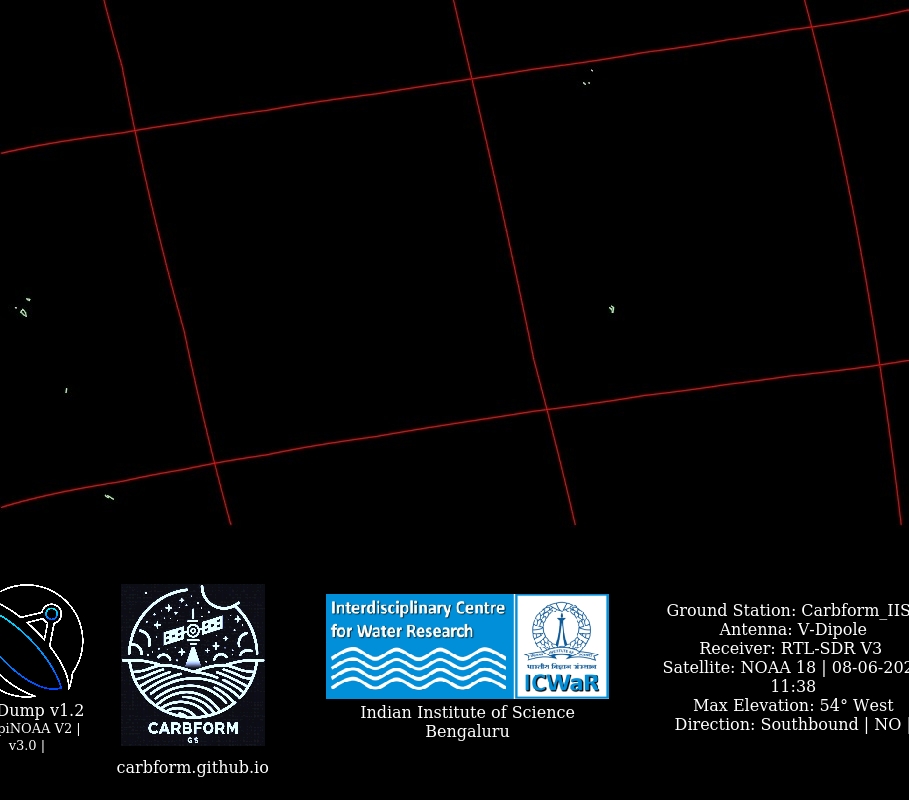 Dump v1.2
piNOAA V2 |
v3.0 |
CARBFORM
GS
carbform.github.io
Interdisciplinary Centre
for Water Research
ICWaR
Indian Institute of Science
Bengaluru
Ground Station: Carbform_IIS
Antenna: V-Dipole
Receiver: RTL-SDR V3
Satellite: NOAA 18 | 08-06-202
11:38
Max Elevation: 54° West
Direction: Southbound | NO |